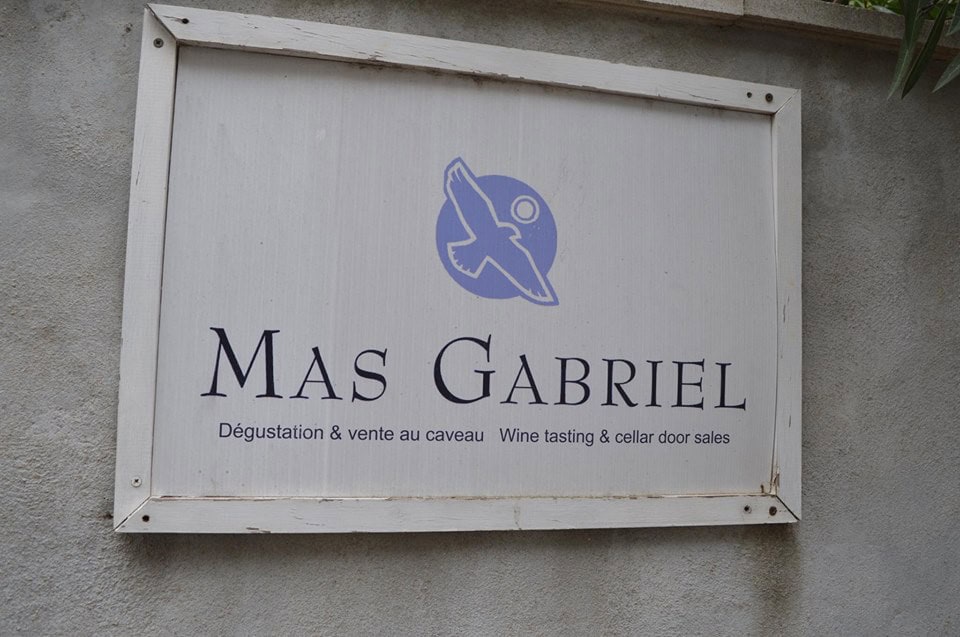 MAS GABRIEL
Dégustation & vente au caveau Wine tasting & cellar door sales